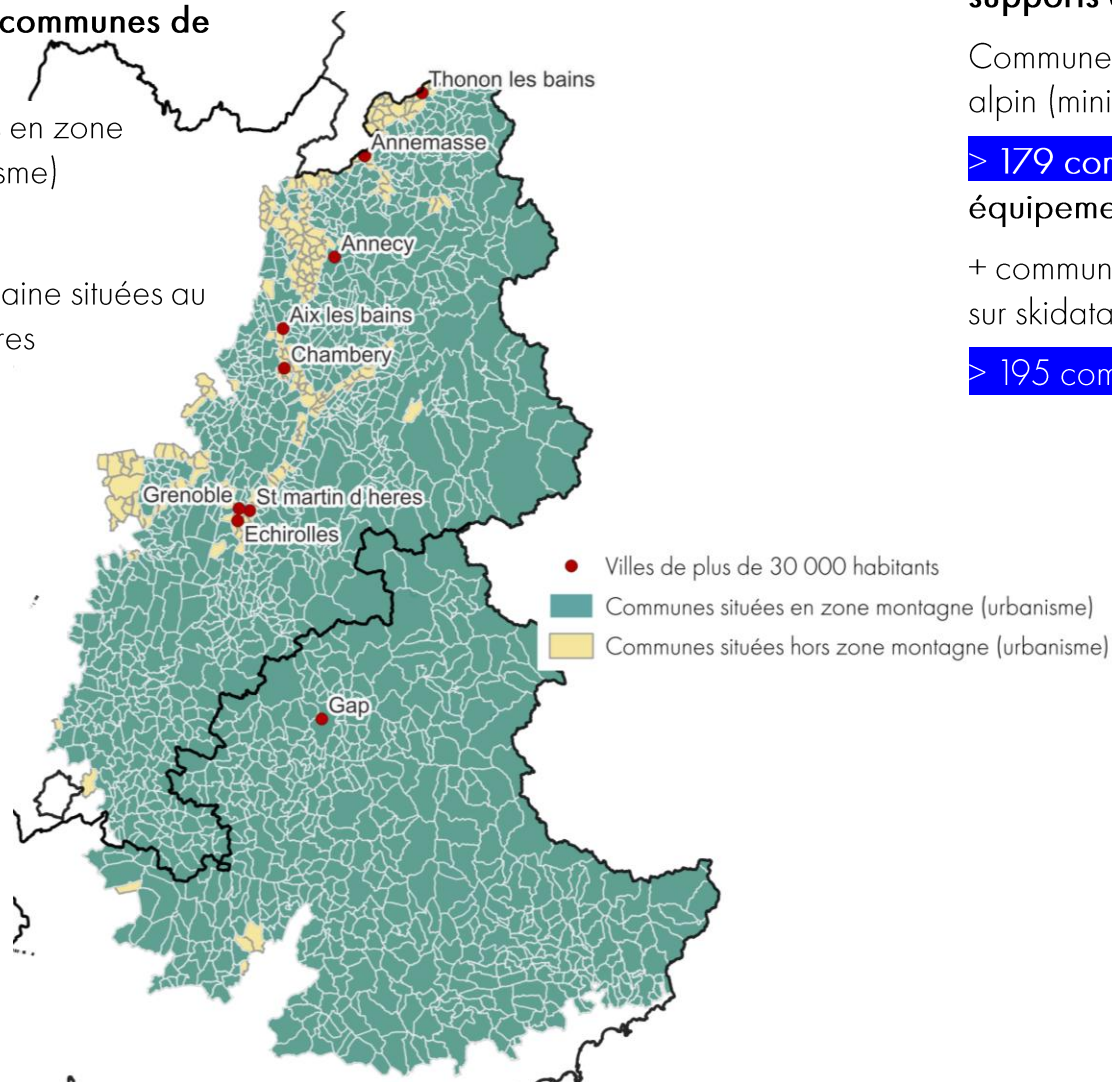 communes de
en zone
sme)
aine situées au
res
Thonon les bains
Annemasse
Annecy
Aix les bains
Chambery
Grenoble
St martin d heres
Echirolles
Gap
Villes de plus de 30 000 habitants
Communes situées en zone montagne (urbanisme)
Communes situées hors zone montagne (urbanisme)
supports
Commune
alpin (mini
> 179 com
équipeme
+ commun
sur skidata
> 195 com